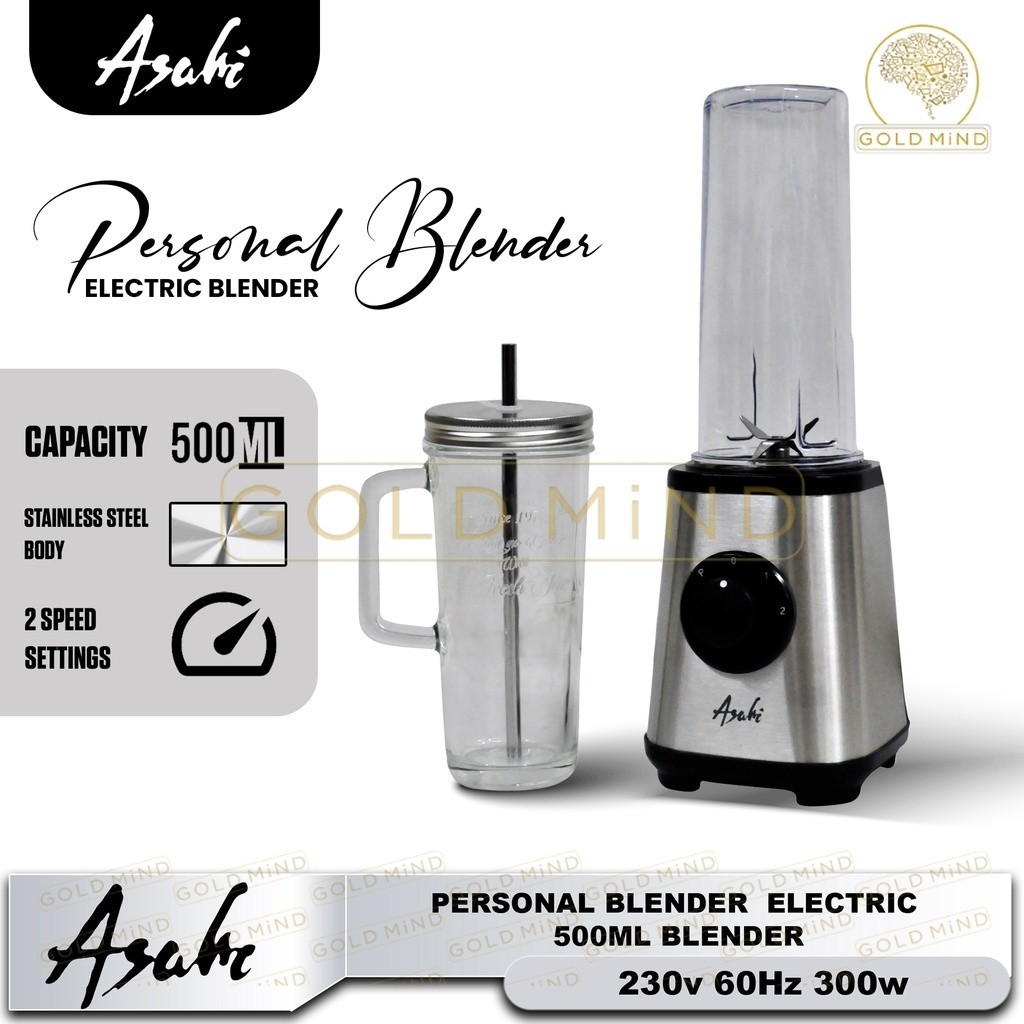 Asahi
GOLD MiND
Personal Blender
ELECTRIC BLENDER
CAPACITY 500ML
STAINLESS STEEL
BODY
2 SPEED
SETTINGS
GOLD MiND
P 0 1 2
Asahi
Asahi
PERSONAL BLENDER ELECTRIC
500ML BLENDER
230v 60Hz 300w